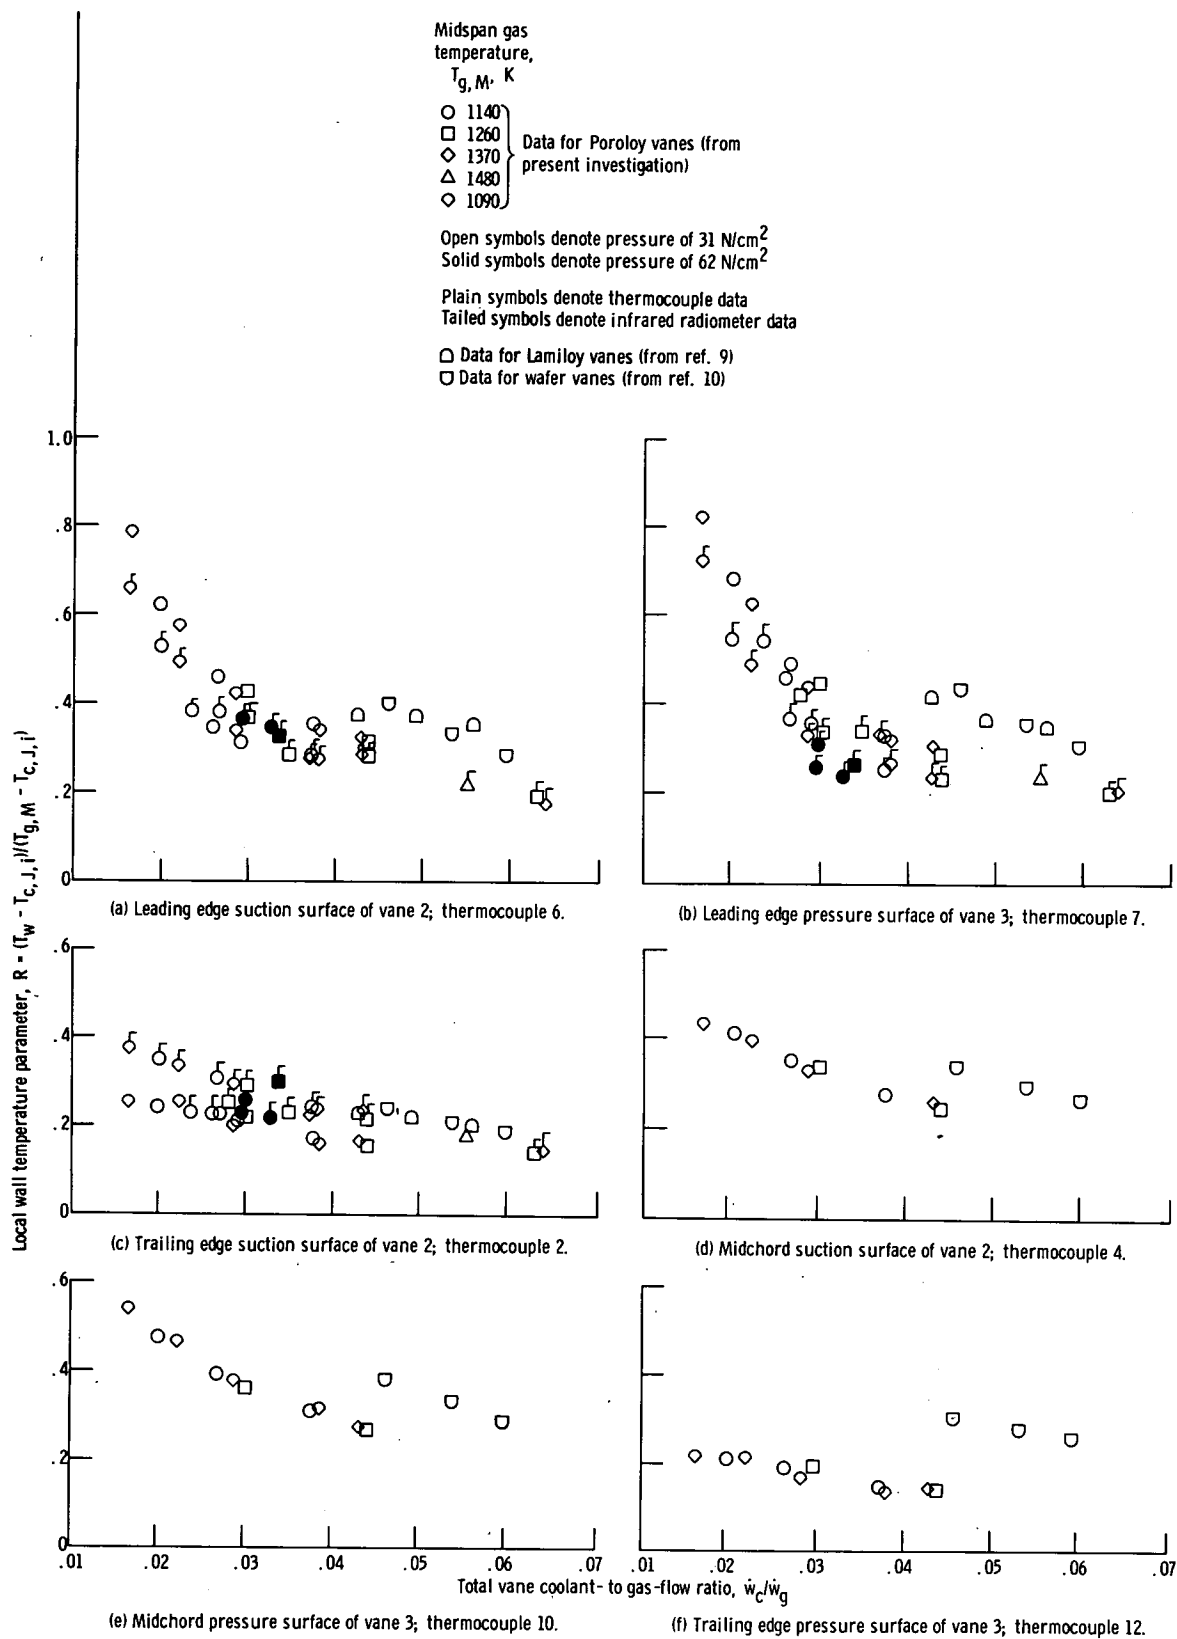 Midspan gas
temperature,
T_g, M, K
1140
1260
1370
1480
1090
Data for Poroloy vanes (from
present investigation)
Open symbols denote pressure of 31 N/cm²
Solid symbols denote pressure of 62 N/cm²
Plain symbols denote thermocouple data
Tailed symbols denote infrared radiometer data
Data for Lamiloy vanes (from ref. 9)
Data for wafer vanes (from ref. 10)
Local wall temperature parameter, R = (T_w - T_c, J, i)/(T_g, M - T_c, J, i)
1.0
.8
.6
.4
.2
0
(a) Leading edge suction surface of vane 2; thermocouple 6.
(b) Leading edge pressure surface of vane 3; thermocouple 7.
.6
.4
.2
0
(c) Trailing edge suction surface of vane 2; thermocouple 2.
(d) Midchord suction surface of vane 2; thermocouple 4.
.6
.4
.2
0
.01 .02 .03 .04 .05 .06 .07
.01 .02 .03 .04 .05 .06 .07
Total vane coolant- to gas-flow ratio, ẇ_c/ẇ_g
(e) Midchord pressure surface of vane 3; thermocouple 10.
(f) Trailing edge pressure surface of vane 3; thermocouple 12.